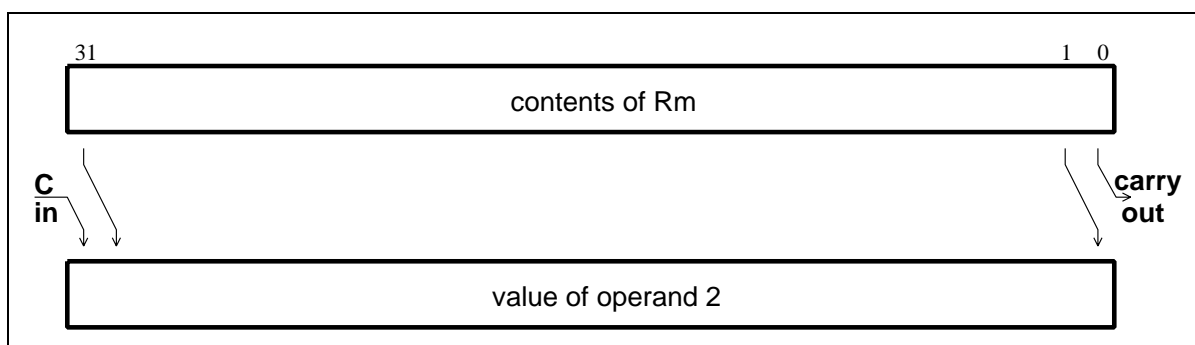 31 1 0
contents of Rm
C
in
carry
out
value of operand 2